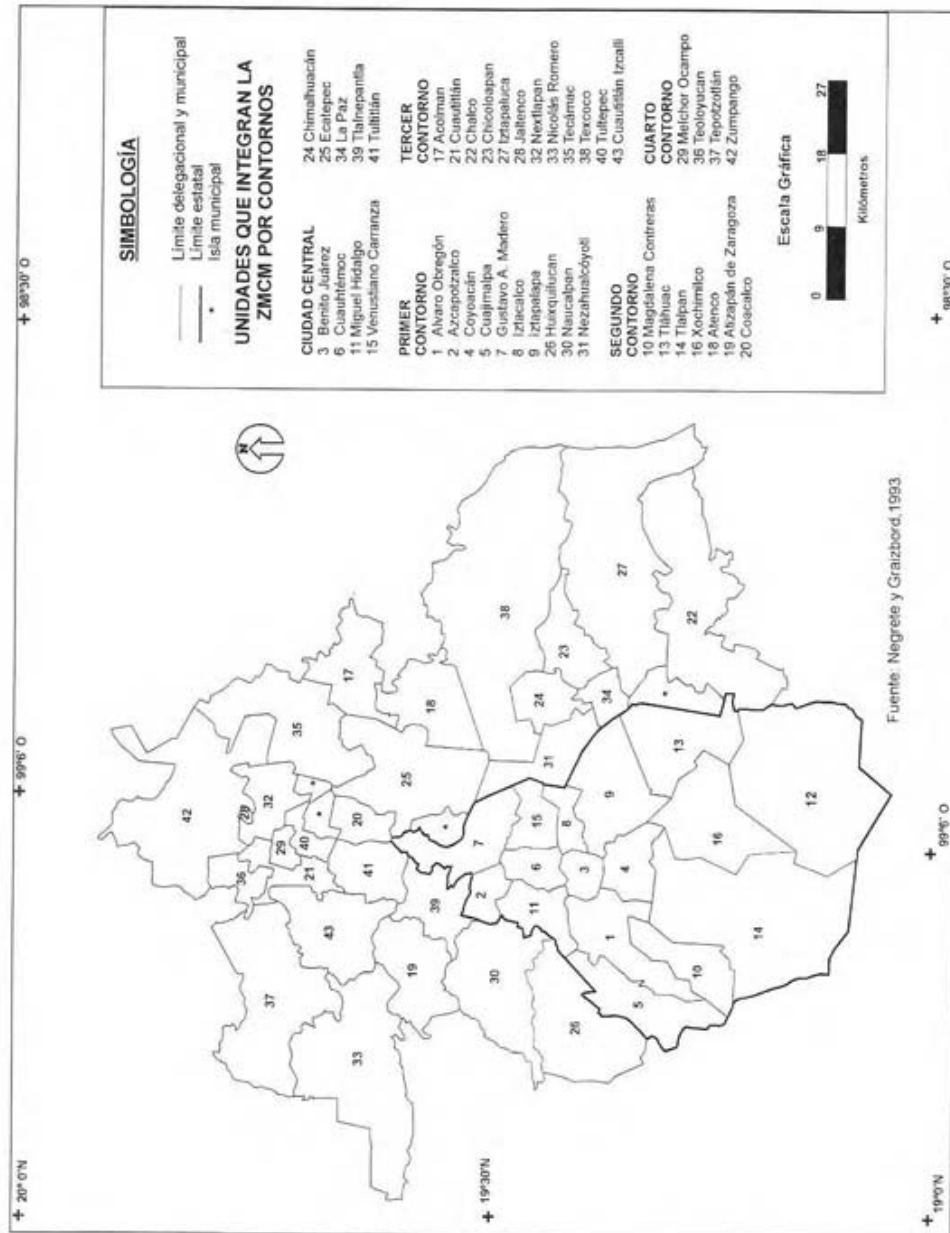 20° 0'N
99°6' O
98°30' O
19°30'N
19°0'N
99°6' O
98°30' O
N
42
37
36
28
35
29
32
40
21
17
43
33
41
20
25
18
19
39
38
30
2
7
24
23
31
26
11
6
15
34
27
3
8
9
1
4
5
10
13
22
16
14
12
*
*
*
*
SIMBOLOGÍA
Límite delegacional y municipal
Límite estatal
* Isla municipal
UNIDADES QUE INTEGRAN LA
ZMCM POR CONTORNOS
CIUDAD CENTRAL
3 Benito Juárez
6 Cuauhtémoc
11 Miguel Hidalgo
15 Venustiano Carranza
PRIMER
CONTORNO
1 Alvaro Obregón
2 Azcapotzalco
4 Coyoacán
5 Cuajimalpa
7 Gustavo A. Madero
8 Iztacalco
9 Iztapalapa
26 Huixquilucan
30 Naucalpan
31 Nezahualcóyotl
SEGUNDO
CONTORNO
10 Magdalena Contreras
13 Tláhuac
14 Tlalpan
16 Xochimilco
18 Atenco
19 Atizapán de Zaragoza
20 Coacalco
24 Chimalhuacán
25 Ecatepec
34 La Paz
39 Tlalnepantla
41 Tultitlán
TERCER
CONTORNO
17 Acolman
21 Cuautitlán
22 Chalco
23 Chicoloapan
27 Iztapaluca
28 Jaltenco
32 Nextlapan
33 Nicolás Romero
35 Tecámac
38 Texcoco
40 Tultepec
43 Cuautitlán Izcalli
CUARTO
CONTORNO
29 Melchor Ocampo
36 Teoloyucan
37 Tepotzotlán
42 Zumpango
Escala Gráfica
0 9 18 27
Kilómetros
Fuente: Negrete y Graizbord,1993.